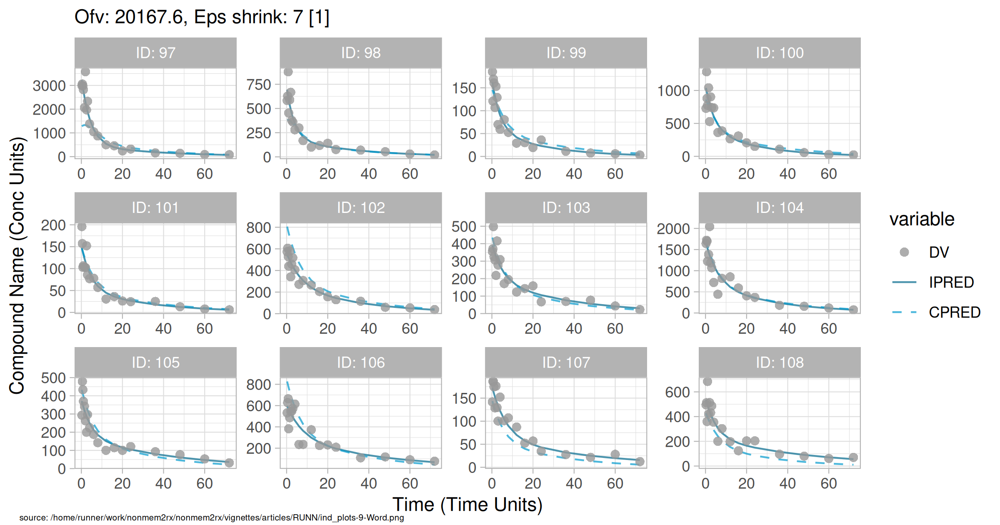 Ofv: 20167.6, Eps shrink: 7 [1]
Compound Name (Conc Units)
ID: 97
ID: 98
ID: 99
ID: 100
3000
2000
1000
0
750
500
250
0
150
100
50
0
1000
500
0
0 20 40 60
0 20 40 60
0 20 40 60
0 20 40 60
ID: 101
ID: 102
ID: 103
ID: 104
200
150
100
50
0
800
600
400
200
0
500
400
300
200
100
0
2000
1500
1000
500
0
0 20 40 60
0 20 40 60
0 20 40 60
0 20 40 60
ID: 105
ID: 106
ID: 107
ID: 108
500
400
300
200
100
0
800
600
400
200
150
100
50
0
600
400
200
0
0 20 40 60
0 20 40 60
0 20 40 60
0 20 40 60
Time (Time Units)
variable
DV
IPRED
CPRED
source: /home/runner/work/nonmem2rx/nonmem2rx/vignettes/articles/RUNN/ind_plots-9-Word.png